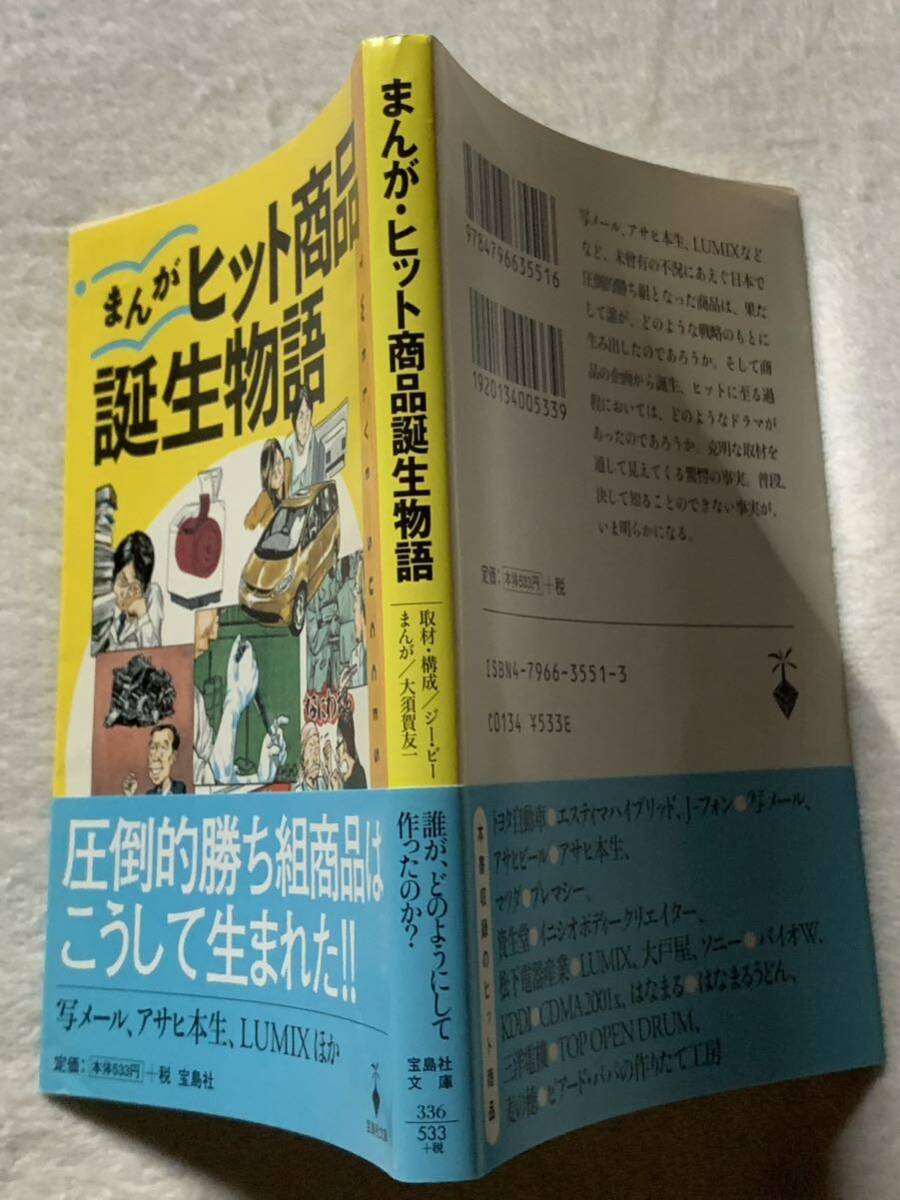 まんが ヒット商品
誕生物語
圧倒的勝ち組商品は
こうして生まれた!!
写メール、アサヒ本生、LUMIXほか
定価:本体533円+税 宝島社
まんが・ヒット商品誕生物語
取材・構成/ジー・ビー
まんが/大須賀友一
誰が、どのようにして
作ったのか?
宝島社
文庫
336
533
+税
9784796635516
1920134005339
写メール、アサヒ本生、LUMIXなど
など、未曾有の不況にあえぐ日本で
圧倒的勝ち組となった商品は、果た
して誰が、どのような戦略のもとに
生み出したのであろうか。そして商
品の企画から誕生、ヒットに至る過
程においては、どのようなドラマが
あったのであろうか。克明な取材を
通して見えてくる驚愕の事実。普段、
決して知ることのできない事実が、
いま明らかになる。
定価:本体533円+税
ISBN4-7966-3551-3
C0134 ¥533E
本書収録のヒット商品
トヨタ自動車●エスティマハイブリッド、J-フォン●写メール、
アサヒビール●アサヒ本生、
マツダ●プレマシー、
資生堂●イニシオボディークリエイター、
松下電器産業●LUMIX、大戸屋、ソニー●バイオW、
KDDI●CDMA 2001x、はなまる●はなまるうどん、
三洋電機●TOP OPEN DRUM、
麦の穂●ビアード・パパの作りたて工房